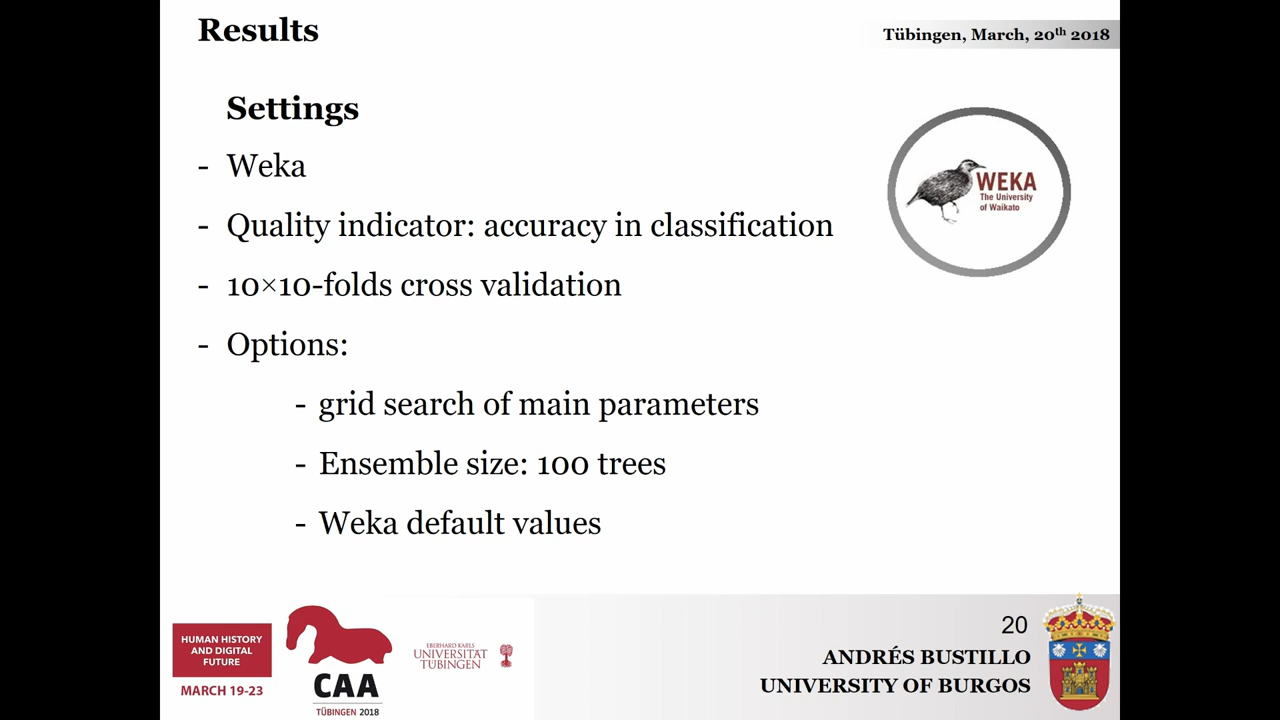 Results
Tübingen, March, 20th 2018
Settings
- Weka
- Quality indicator: accuracy in classification
- 10×10-folds cross validation
- Options:
- grid search of main parameters
- Ensemble size: 100 trees
- Weka default values
WEKA
The University
of Waikato
HUMAN HISTORY
AND DIGITAL
FUTURE
MARCH 19-23
CAA
TÜBINGEN 2018
EBERHARD KARLS
UNIVERSITÄT
TÜBINGEN
20
ANDRÉS BUSTILLO
UNIVERSITY OF BURGOS